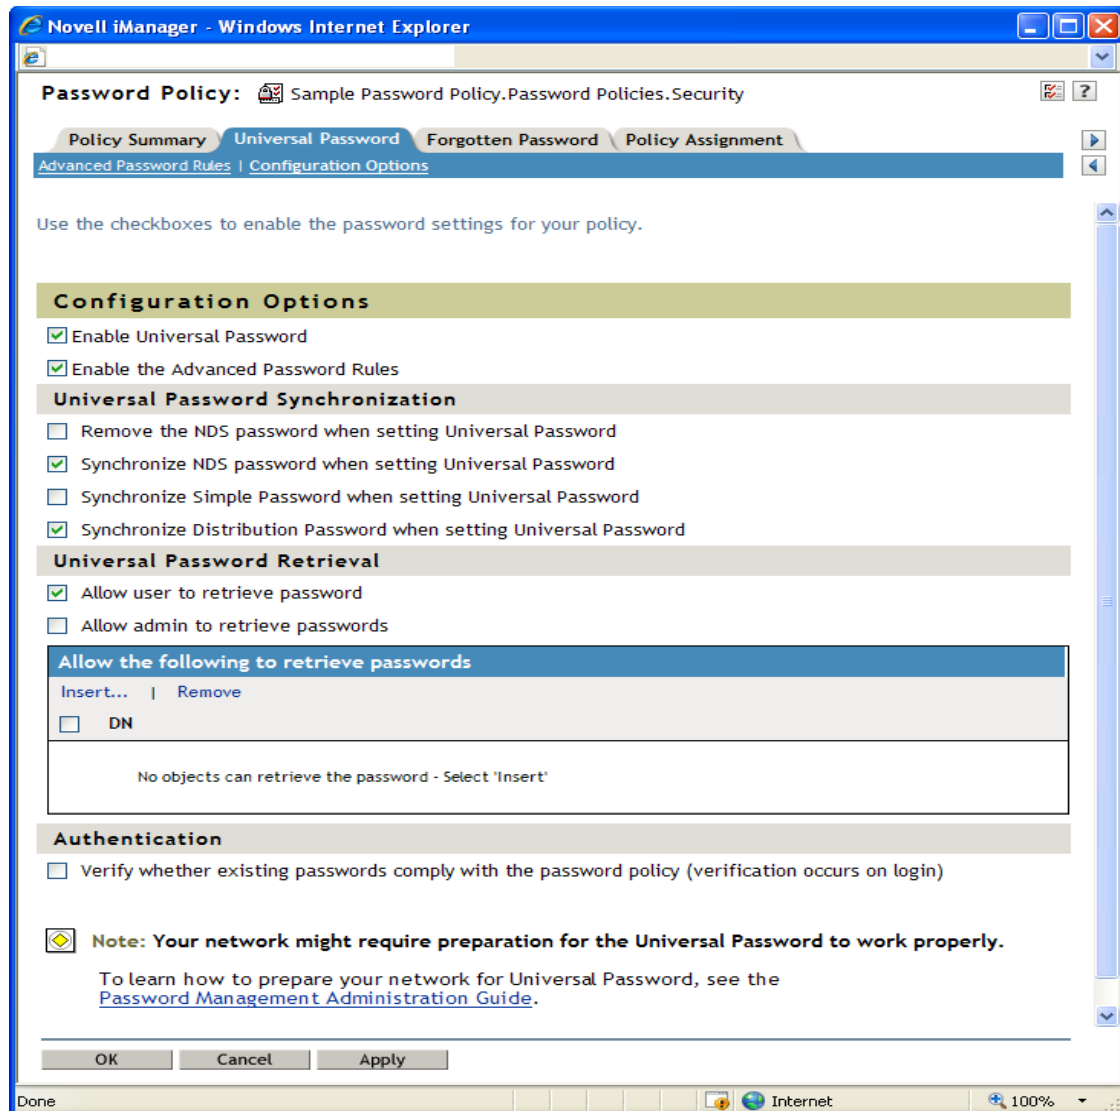 Novell iManager - Windows Internet Explorer
Password Policy: Sample Password Policy.Password Policies.Security
?
Policy Summary Universal Password Forgotten Password Policy Assignment
Advanced Password Rules | Configuration Options
Use the checkboxes to enable the password settings for your policy.
Configuration Options
Enable Universal Password
Enable the Advanced Password Rules
Universal Password Synchronization
Remove the NDS password when setting Universal Password
Synchronize NDS password when setting Universal Password
Synchronize Simple Password when setting Universal Password
Synchronize Distribution Password when setting Universal Password
Universal Password Retrieval
Allow user to retrieve password
Allow admin to retrieve passwords
Allow the following to retrieve passwords
Insert... | Remove
DN
No objects can retrieve the password - Select 'Insert'
Authentication
Verify whether existing passwords comply with the password policy (verification occurs on login)
Note: Your network might require preparation for the Universal Password to work properly.
To learn how to prepare your network for Universal Password, see the
Password Management Administration Guide.
OK Cancel Apply
Done Internet 100%